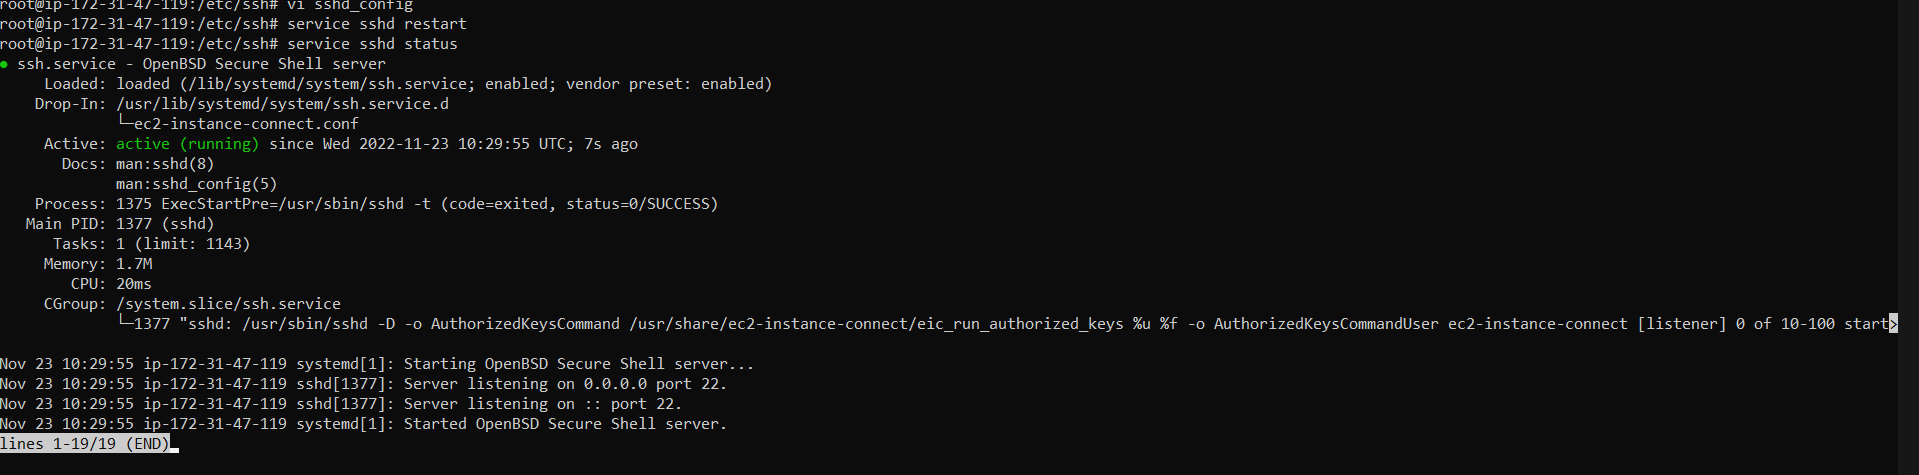 root@ip-172-31-47-119:/etc/ssh# vi sshd_config
root@ip-172-31-47-119:/etc/ssh# service sshd restart
root@ip-172-31-47-119:/etc/ssh# service sshd status
● ssh.service - OpenBSD Secure Shell server
     Loaded: loaded (/lib/systemd/system/ssh.service; enabled; vendor preset: enabled)
    Drop-In: /usr/lib/systemd/system/ssh.service.d
             └─ec2-instance-connect.conf
     Active: active (running) since Wed 2022-11-23 10:29:55 UTC; 7s ago
       Docs: man:sshd(8)
             man:sshd_config(5)
    Process: 1375 ExecStartPre=/usr/sbin/sshd -t (code=exited, status=0/SUCCESS)
   Main PID: 1377 (sshd)
      Tasks: 1 (limit: 1143)
     Memory: 1.7M
        CPU: 20ms
     CGroup: /system.slice/ssh.service
             └─1377 "sshd: /usr/sbin/sshd -D -o AuthorizedKeysCommand /usr/share/ec2-instance-connect/eic_run_authorized_keys %u %f -o AuthorizedKeysCommandUser ec2-instance-connect [listener] 0 of 10-100 start>
Nov 23 10:29:55 ip-172-31-47-119 systemd[1]: Starting OpenBSD Secure Shell server...
Nov 23 10:29:55 ip-172-31-47-119 sshd[1377]: Server listening on 0.0.0.0 port 22.
Nov 23 10:29:55 ip-172-31-47-119 sshd[1377]: Server listening on :: port 22.
Nov 23 10:29:55 ip-172-31-47-119 systemd[1]: Started OpenBSD Secure Shell server.
lines 1-19/19 (END)